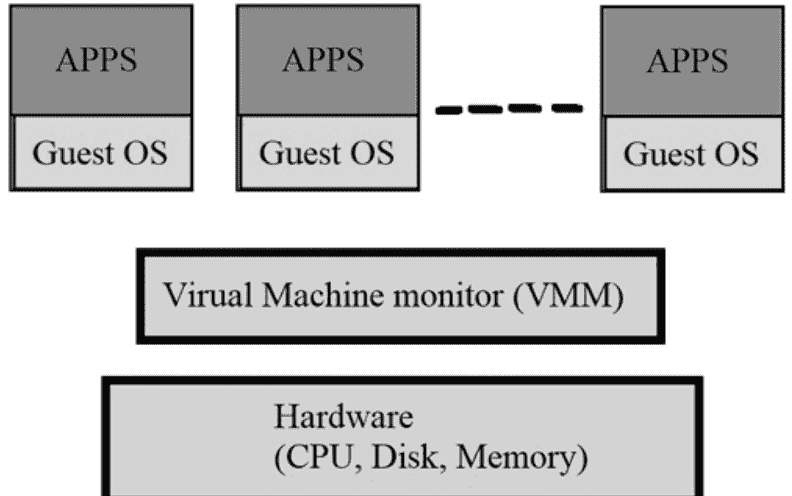 APPS
APPS
APPS
Guest OS
Guest OS
Guest OS
Virual Machine monitor (VMM)
Hardware
(CPU, Disk, Memory)